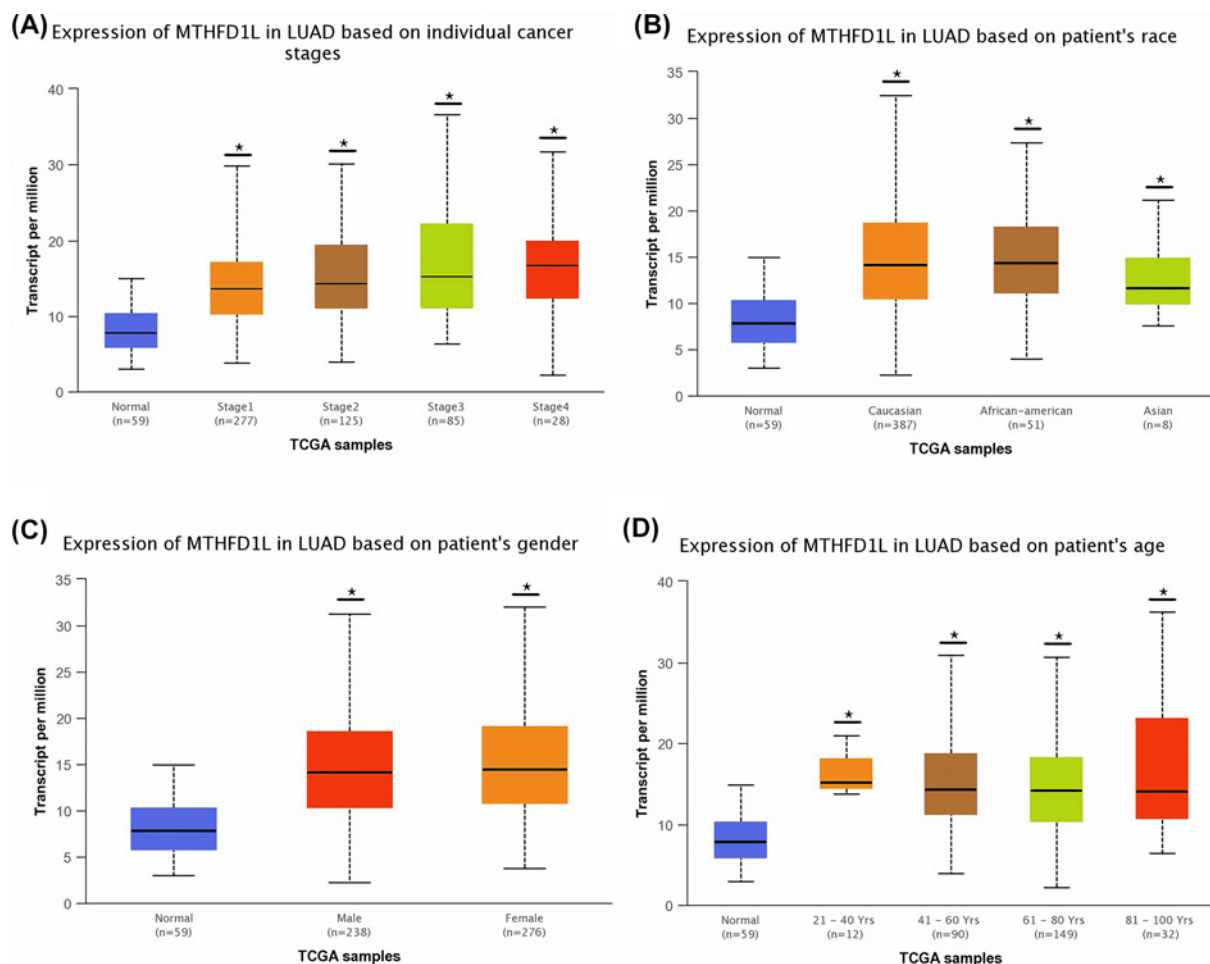 (A)
Expression of MTHFD1L in LUAD based on individual cancer
stages
Transcript per million
40
30
20
10
0
★
★
★
★
Normal Stage1 Stage2 Stage3 Stage4
(n=59) (n=277) (n=125) (n=85) (n=28)
TCGA samples
(B)
Expression of MTHFD1L in LUAD based on patient's race
Transcript per million
35
30
25
20
15
10
5
0
★
★
★
Normal Caucasian African-american Asian
(n=59) (n=387) (n=51) (n=8)
TCGA samples
(C)
Expression of MTHFD1L in LUAD based on patient's gender
Transcript per million
35
30
25
20
15
10
5
0
★
★
Normal Male Female
(n=59) (n=238) (n=276)
TCGA samples
(D)
Expression of MTHFD1L in LUAD based on patient's age
Transcript per million
40
30
20
10
0
★
★
★
★
Normal 21 - 40 Yrs 41 - 60 Yrs 61 - 80 Yrs 81 - 100 Yrs
(n=59) (n=12) (n=90) (n=149) (n=32)
TCGA samples